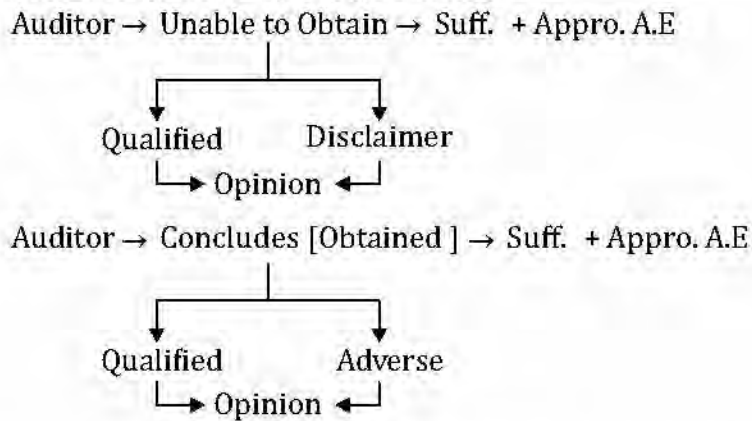 Auditor → Unable to Obtain → Suff. + Appro. A.E
Qualified Disclaimer
Opinion
Auditor → Concludes [Obtained ] → Suff. + Appro. A.E
Qualified Adverse
Opinion